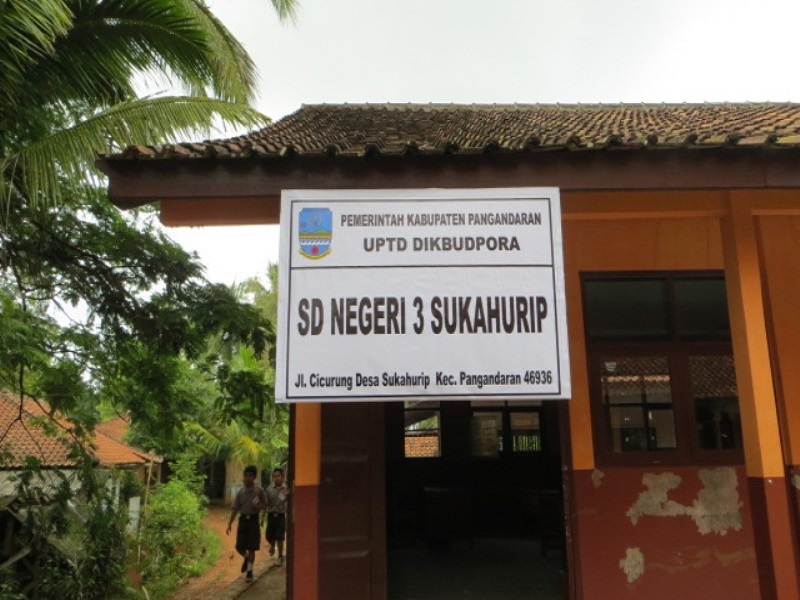 PEMERINTAH KABUPATEN PANGANDARAN
UPTD DIKBUDPORA
SD NEGERI 3 SUKAHURIP
Jl. Cicurung Desa Sukahurip Kec. Pangandaran 46936